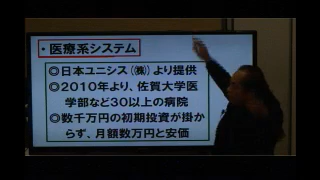 ・医療系システム
◎日本ユニシス(㈱)より提供
◎2010年より、佐賀大学医
学部など30以上の病院
◎数千万円の初期投資が掛か
らず、月額数万円と安価